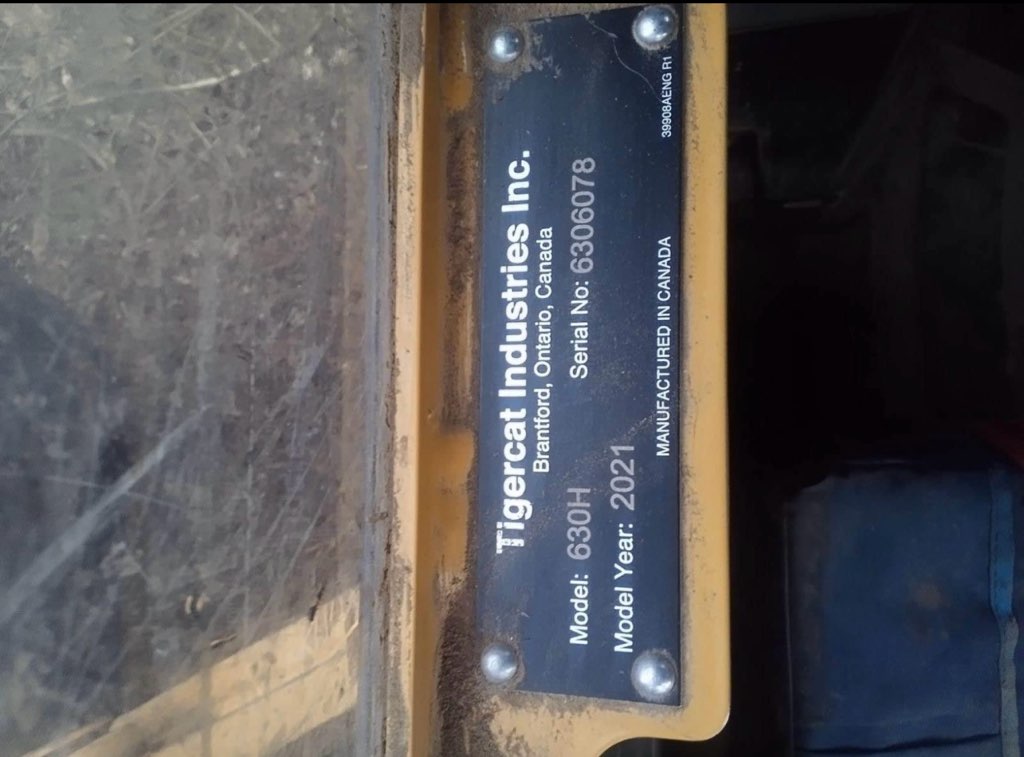 Tigercat Industries Inc.
Brantford, Ontario, Canada
Model: 630H Serial No: 6306078
Model Year: 2021
MANUFACTURED IN CANADA 39908AENG R1